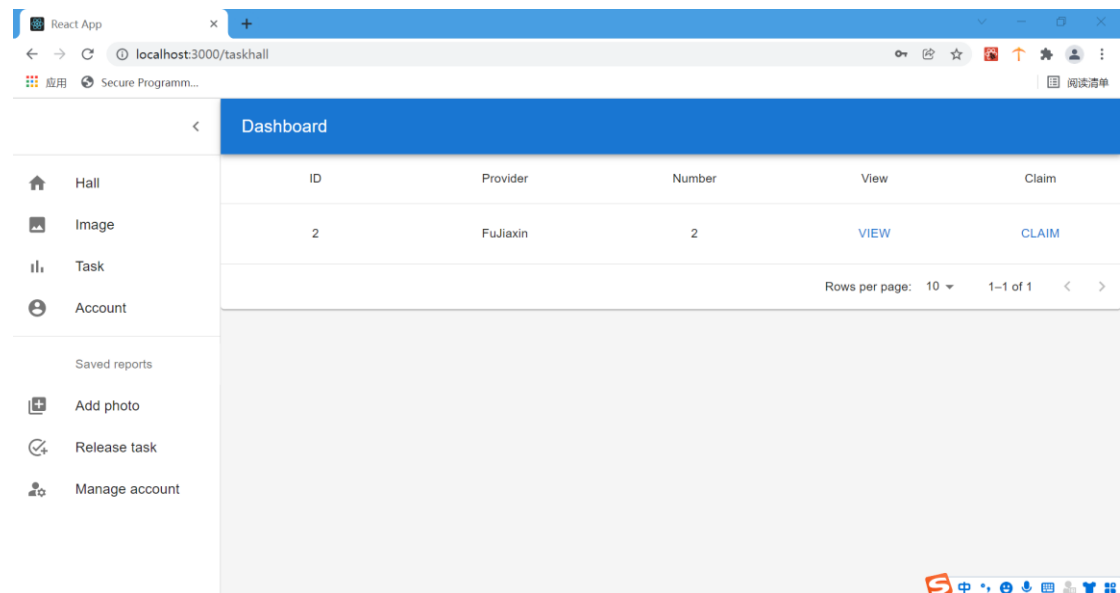 React App
localhost:3000/taskhall
应用 Secure Programm... 阅读清单
Dashboard
Hall
Image
Task
Account
Saved reports
Add photo
Release task
Manage account
ID Provider Number View Claim
2 FuJiaxin 2 VIEW CLAIM
Rows per page: 10 1–1 of 1
中